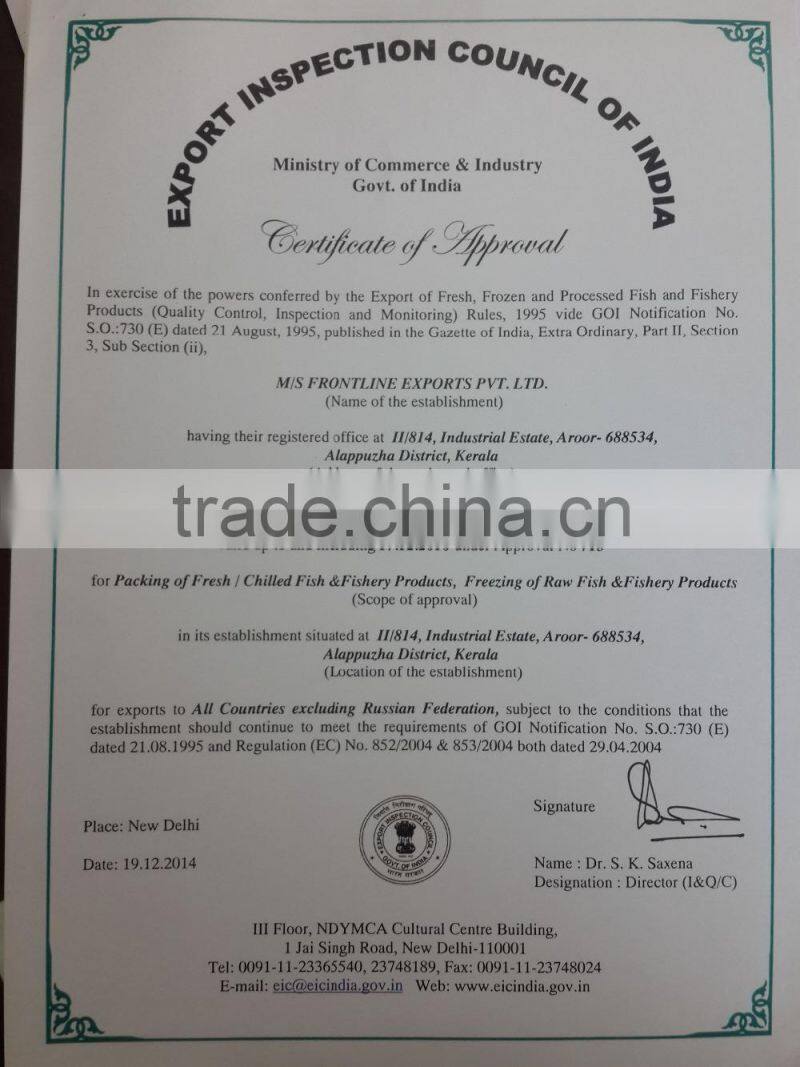 EXPORT INSPECTION COUNCIL OF INDIA
Ministry of Commerce & Industry
Govt. of India
Certificate of Approval
In exercise of the powers conferred by the Export of Fresh, Frozen and Processed Fish and Fishery
Products (Quality Control, Inspection and Monitoring) Rules, 1995 vide GOI Notification No.
S.O.:730 (E) dated 21 August, 1995, published in the Gazette of India, Extra Ordinary, Part II, Section
3, Sub Section (ii),
M/S FRONTLINE EXPORTS PVT. LTD.
(Name of the establishment)
having their registered office at II/814, Industrial Estate, Aroor- 688534,
Alappuzha District, Kerala
trade.china.cn
for Packing of Fresh / Chilled Fish &Fishery Products, Freezing of Raw Fish &Fishery Products
(Scope of approval)
in its establishment situated at II/814, Industrial Estate, Aroor- 688534,
Alappuzha District, Kerala
(Location of the establishment)
for exports to All Countries excluding Russian Federation, subject to the conditions that the
establishment should continue to meet the requirements of GOI Notification No. S.O.:730 (E)
dated 21.08.1995 and Regulation (EC) No. 852/2004 & 853/2004 both dated 29.04.2004
Signature
Place: New Delhi
EXPORT INSPECTION COUNCIL
GOVT. OF INDIA
भारत सरकार
Date: 19.12.2014
Name : Dr. S. K. Saxena
Designation : Director (I&Q/C)
III Floor, NDYMCA Cultural Centre Building,
1 Jai Singh Road, New Delhi-110001
Tel: 0091-11-23365540, 23748189, Fax: 0091-11-23748024
E-mail: eic@eicindia.gov.in Web: www.eicindia.gov.in